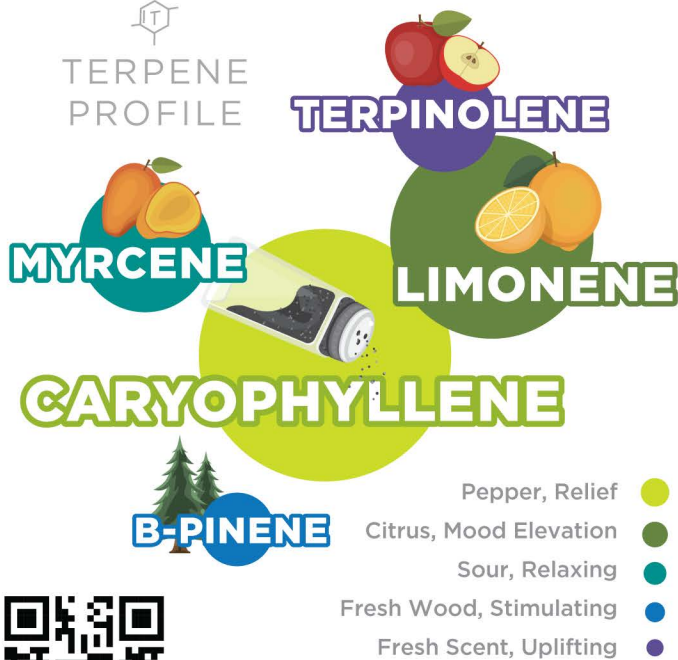 IT
TERPENE
PROFILE
TERPINOLENE
MYRCENE
LIMONENE
CARYOPHYLLENE
B-PINENE
Pepper, Relief
Citrus, Mood Elevation
Sour, Relaxing
Fresh Wood, Stimulating
Fresh Scent, Uplifting